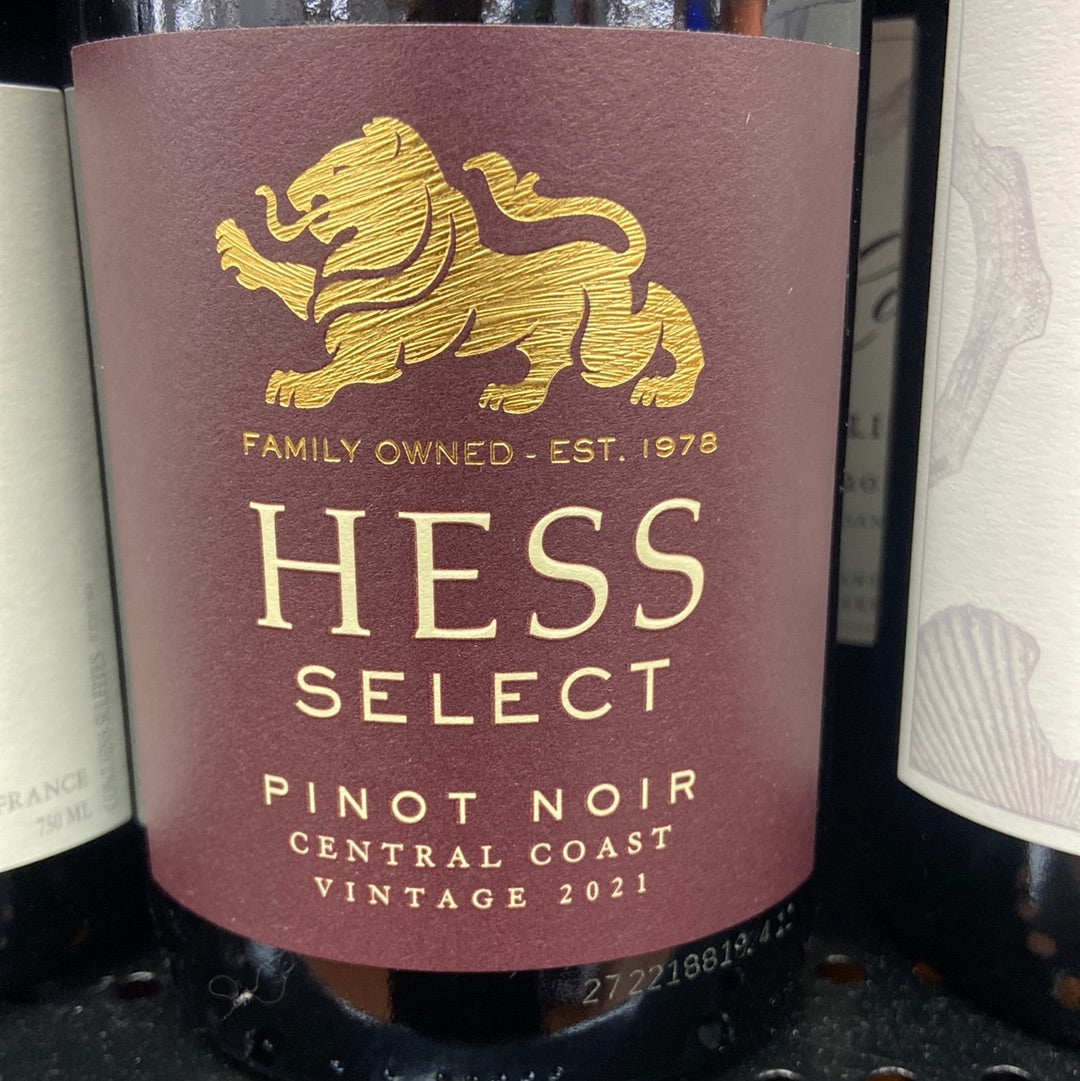 FAMILY OWNED - EST. 1978
HESS
SELECT
PINOT NOIR
CENTRAL COAST
VINTAGE 2021
FRANCE
750 ML